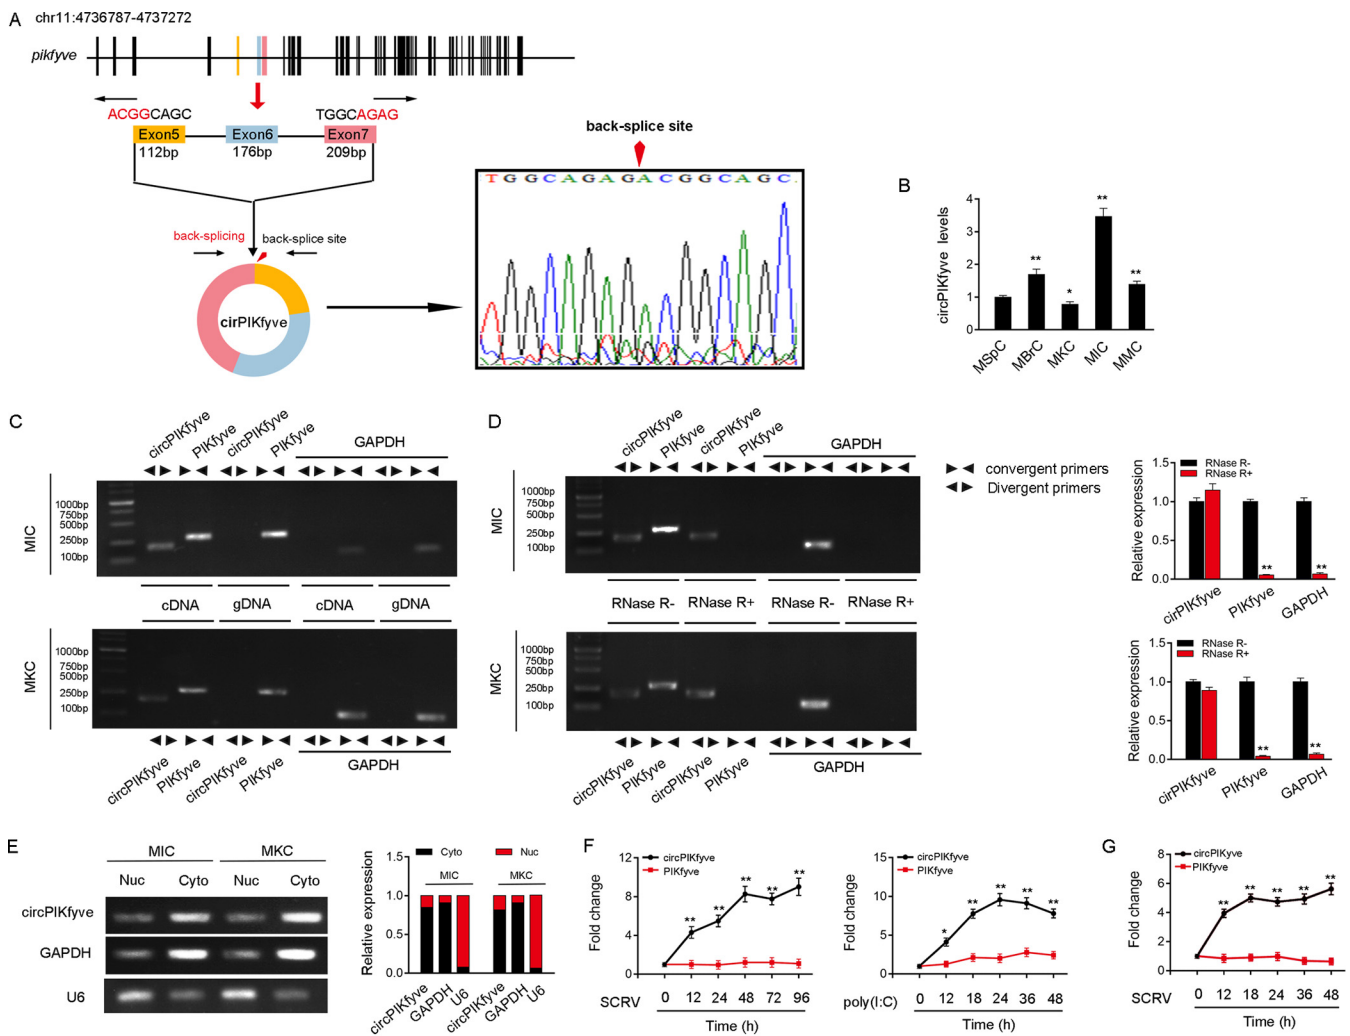 A
chr11:4736787-4737272
pikfyve
ACGGCAGC
TGGCAGAG
Exon5
Exon6
Exon7
112bp
176bp
209bp
back-splicing
back-splice site
cirPIKfyve
back-splice site
TGGCAGAGACGGCAGC.
B
circPIKfyve levels
4
3
2
1
0
MSpC
MBrC
MKC
MIC
MMC
**
*
**
**
C
circPIKfyve
PIKfyve
circPIKfyve
PIKfyve
GAPDH
MIC
1000bp
750bp
500bp
250bp
100bp
cDNA
gDNA
cDNA
gDNA
MKC
1000bp
750bp
500bp
250bp
100bp
circPIKfyve
PIKfyve
circPIKfyve
PIKfyve
GAPDH
D
circPIKfyve
PIKfyve
circPIKfyve
PIKfyve
GAPDH
MIC
1000bp
750bp
500bp
250bp
100bp
RNase R-
RNase R+
RNase R-
RNase R+
MKC
1000bp
750bp
500bp
250bp
100bp
circPIKfyve
PIKfyve
circPIKfyve
PIKfyve
GAPDH
convergent primers
Divergent primers
Relative expression
1.5
1.0
0.5
0.0
RNase R-
RNase R+
**
**
cirPIKfyve
PIKfyve
GAPDH
Relative expression
1.5
1.0
0.5
0.0
RNase R-
RNase R+
**
**
cirPIKfyve
PIKfyve
GAPDH
E
MIC
MKC
Nuc
Cyto
Nuc
Cyto
circPIKfyve
GAPDH
U6
Relative expression
1.5
1.0
0.5
0.0
Cyto
Nuc
MIC
MKC
circPIKfyve
GAPDH
U6
circPIKfyve
GAPDH
U6
F
Fold change
12
8
4
0
circPIKfyve
PIKfyve
**
**
**
**
**
SCRV
0 12 24 48 72 96
Time (h)
Fold change
15
10
5
0
circPIKfyve
PIKfyve
*
**
**
**
**
poly(I:C)
0 12 18 24 36 48
Time (h)
G
Fold change
8
6
4
2
0
circPIKfyve
PIKfyve
**
**
**
**
**
SCRV
0 12 18 24 36 48
Time (h)